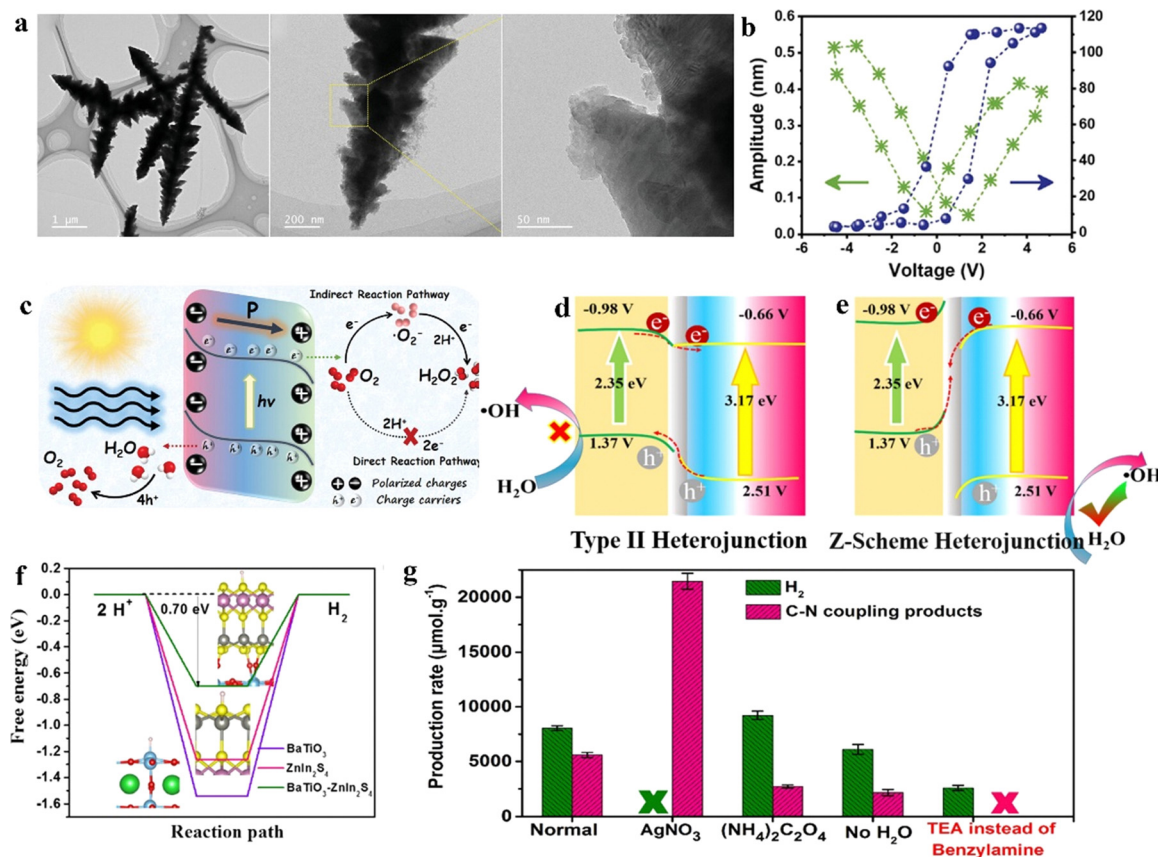 a
1 µm
200 nm
50 nm
b
Amplitude (nm)
0.6
0.5
0.4
0.3
0.2
0.1
0.0
120
100
80
60
40
20
0
-6 -4 -2 0 2 4 6
Voltage (V)
c
P
hv
e⁻ e⁻ e⁻ e⁻ e⁻
h⁺ h⁺ h⁺ h⁺ h⁺
H₂O
O₂
4h⁺
Indirect Reaction Pathway
e⁻ e⁻
·O₂⁻
2H⁺
O₂ H₂O₂
2H⁺
2e⁻
Direct Reaction Pathway
Polarized charges
h⁺ e⁻ Charge carriers
d
-0.98 V
e⁻
e⁻
-0.66 V
2.35 eV
3.17 eV
•OH
1.37 V
h⁺
h⁺
2.51 V
H₂O
Type II Heterojunction
e
-0.98 V
e⁻
e⁻
-0.66 V
2.35 eV
3.17 eV
1.37 V
h⁺
h⁺
2.51 V
•OH
H₂O
Z-Scheme Heterojunction
f
Free energy (eV)
0.2
0.0
-0.2
-0.4
-0.6
-0.8
-1.0
-1.2
-1.4
-1.6
2 H⁺
0.70 eV
H₂
BaTiO₃
ZnIn₂S₄
BaTiO₃-ZnIn₂S₄
Reaction path
g
Production rate (µmol.g⁻¹)
20000
15000
10000
5000
0
H₂
C-N coupling products
Normal AgNO₃ (NH₄)₂C₂O₄ No H₂O TEA instead of
Benzylamine